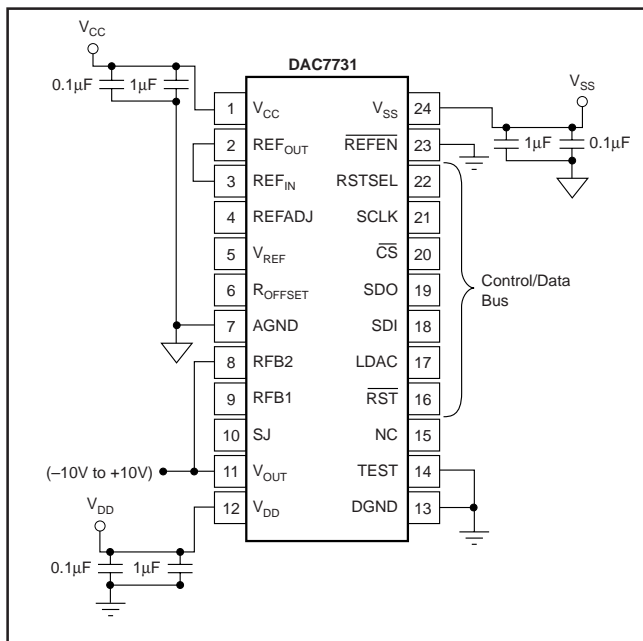 V_CC
0.1µF 1µF
DAC7731
V_SS
1µF 0.1µF
1 V_CC V_SS 24
2 REF_OUT R̅E̅F̅E̅N̅ 23
3 REF_IN RSTSEL 22
4 REFADJ SCLK 21
5 V_REF C̅S̅ 20
6 R_OFFSET SDO 19
7 AGND SDI 18
8 RFB2 LDAC 17
9 RFB1 R̅S̅T̅ 16
10 SJ NC 15
11 V_OUT TEST 14
12 V_DD DGND 13
Control/Data
Bus
(–10V to +10V)
V_DD
0.1µF 1µF